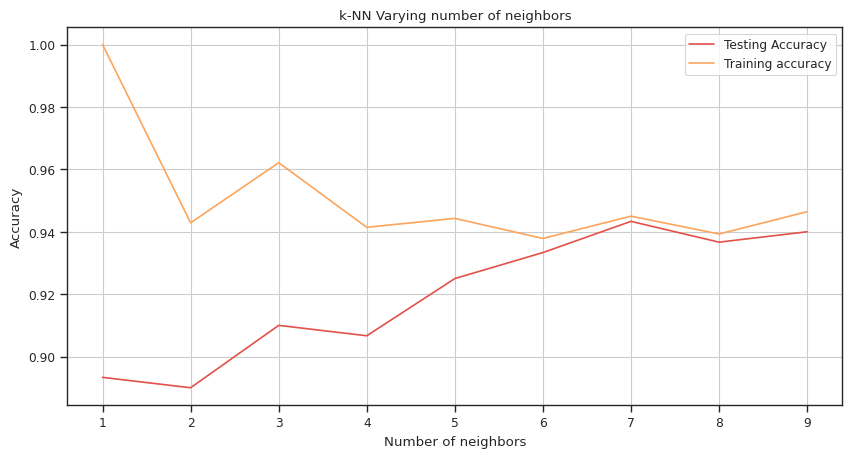 k-NN Varying number of neighbors
Testing Accuracy
Training accuracy
Accuracy
1.00
0.98
0.96
0.94
0.92
0.90
1 2 3 4 5 6 7 8 9
Number of neighbors